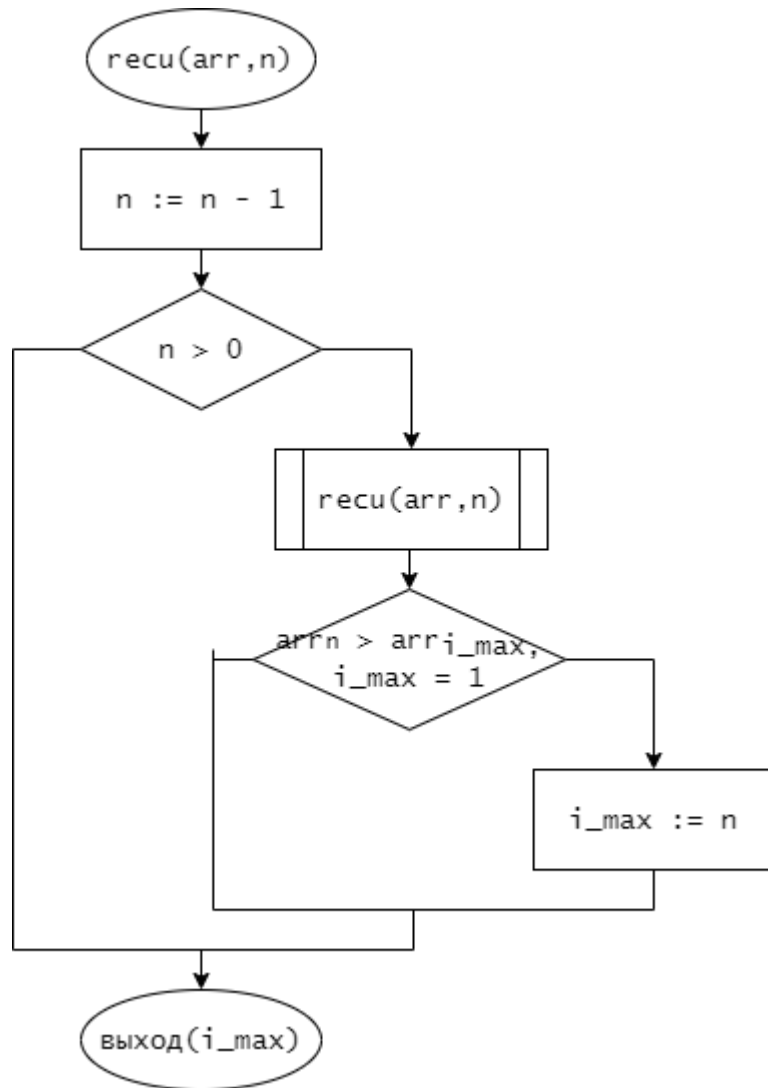 recu(arr,n)
n := n - 1
n > 0
recu(arr,n)
arrn > arri_max,
i_max = 1
i_max := n
выход(i_max)